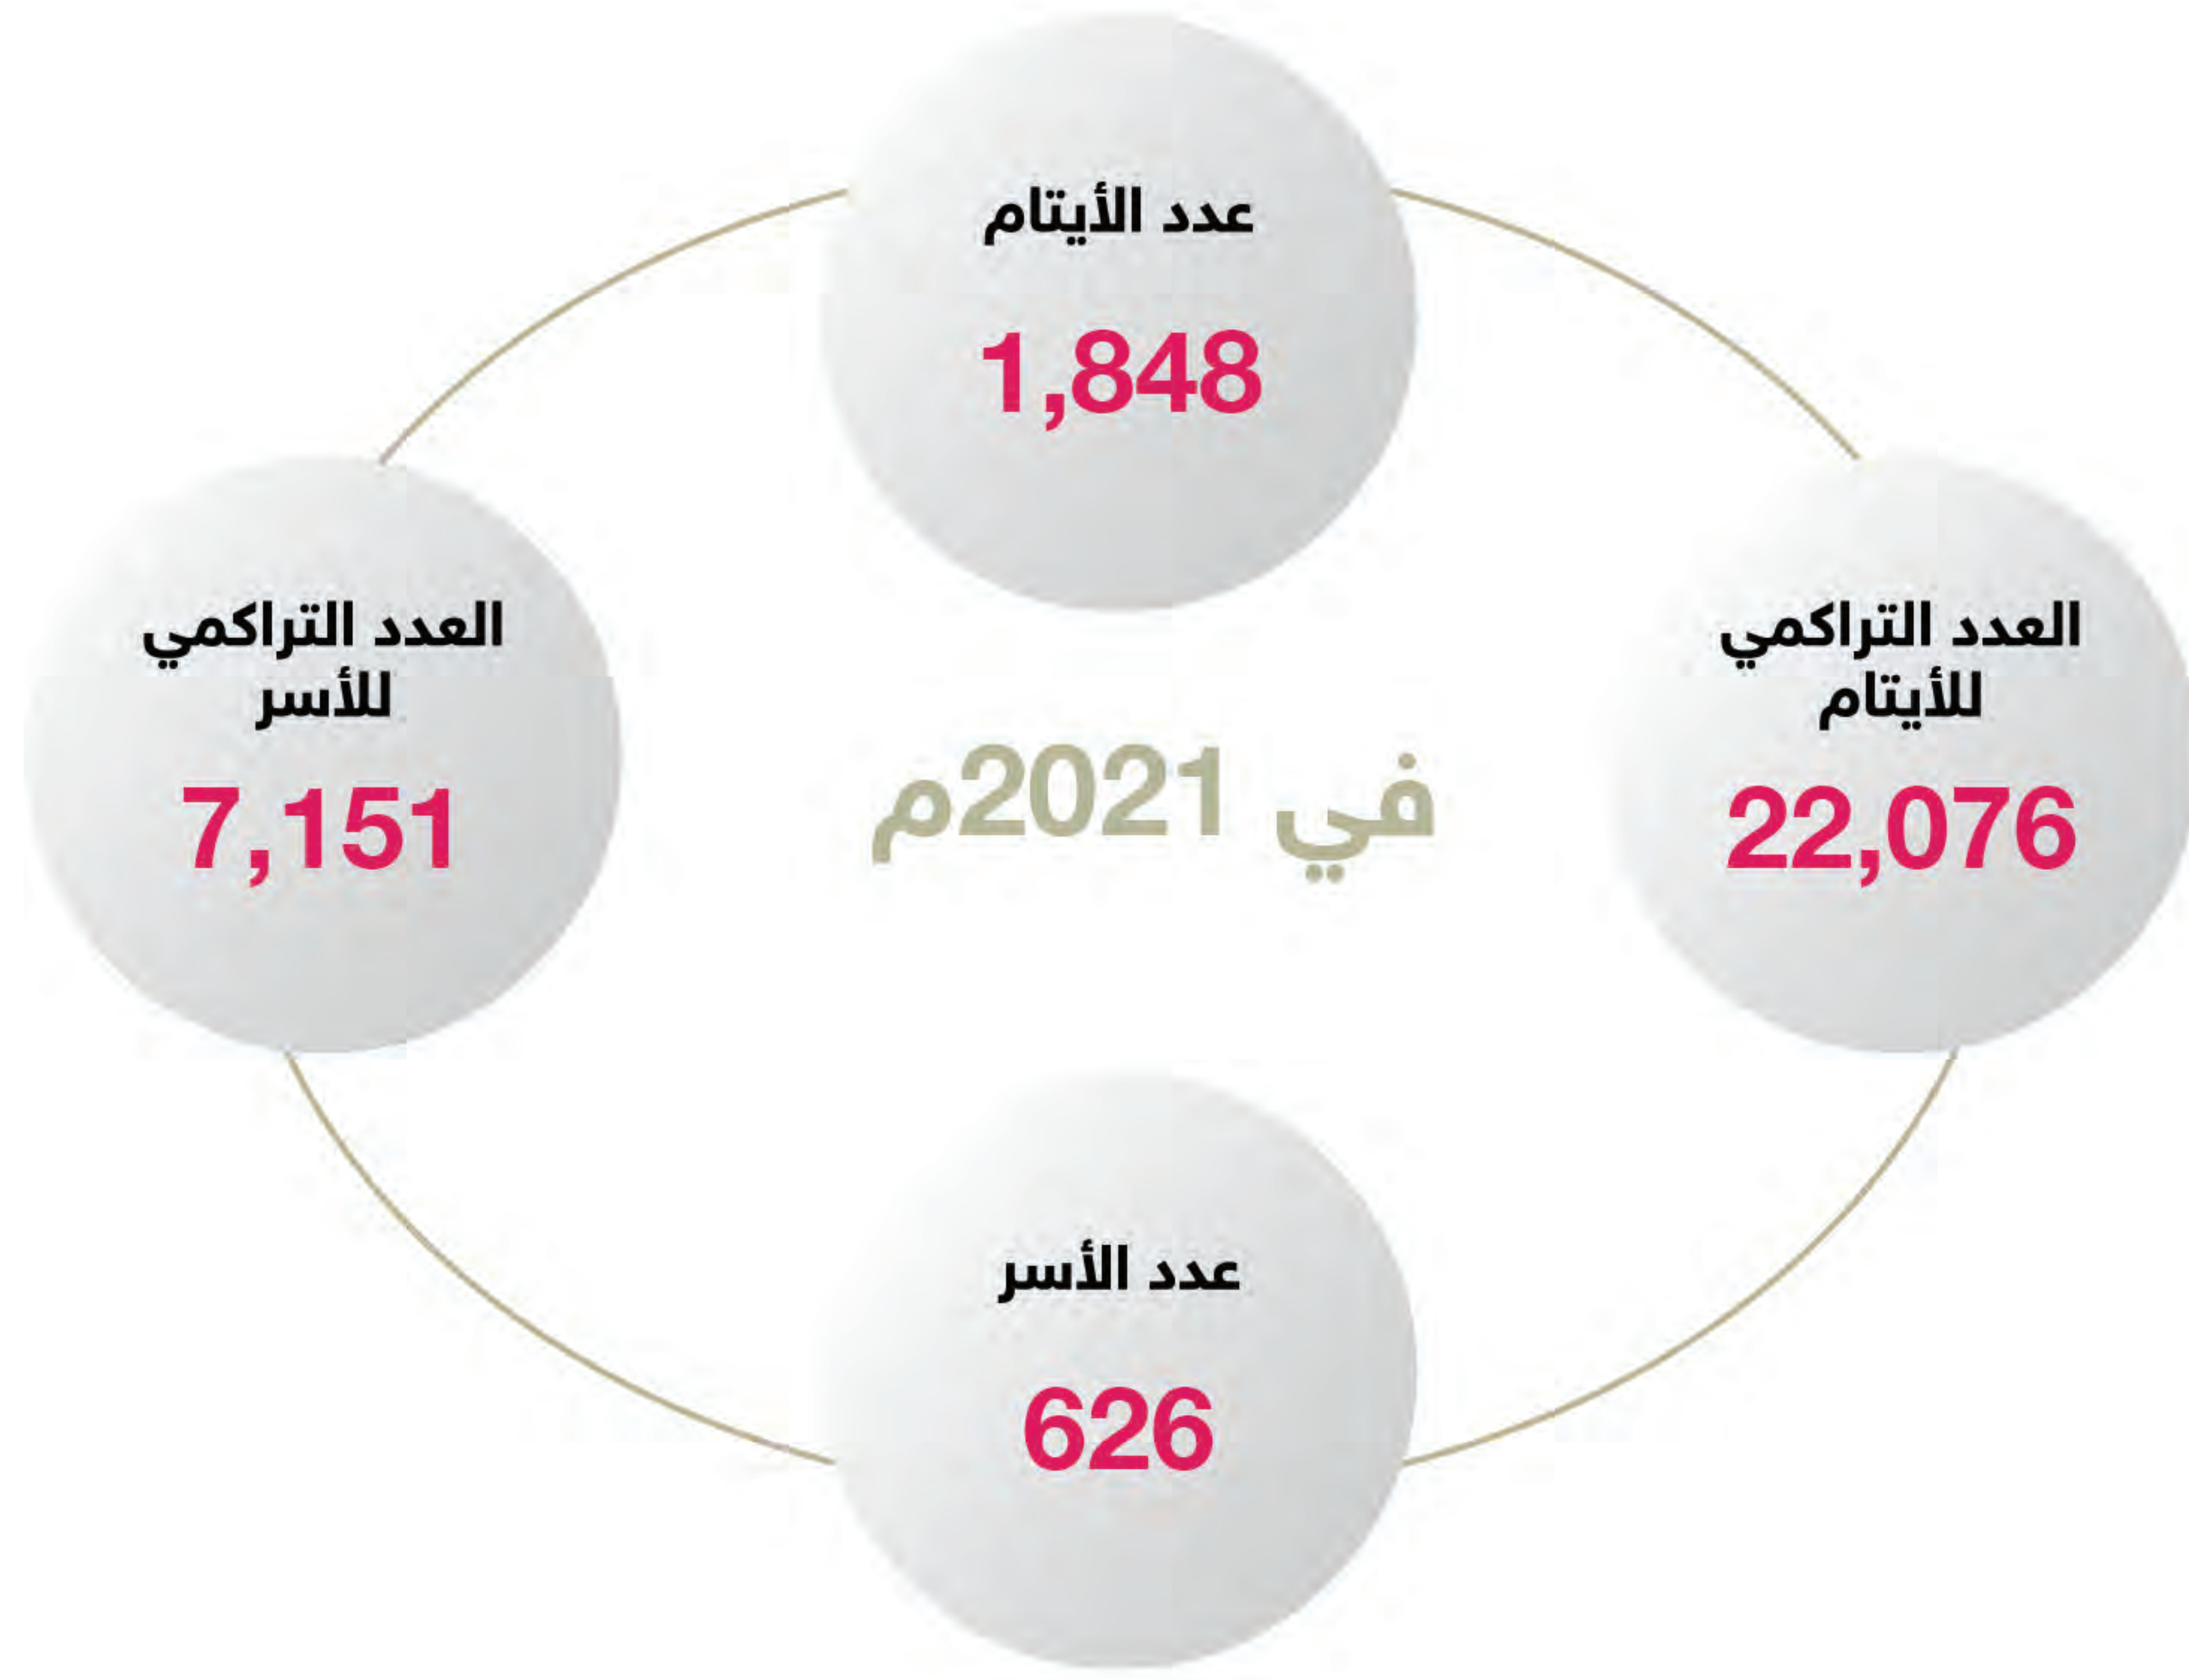 عدد الأيتام
1,848
العدد التراكمي
للأيتام
22,076
في 2021م
العدد التراكمي
للأسر
7,151
عدد الأسر
626